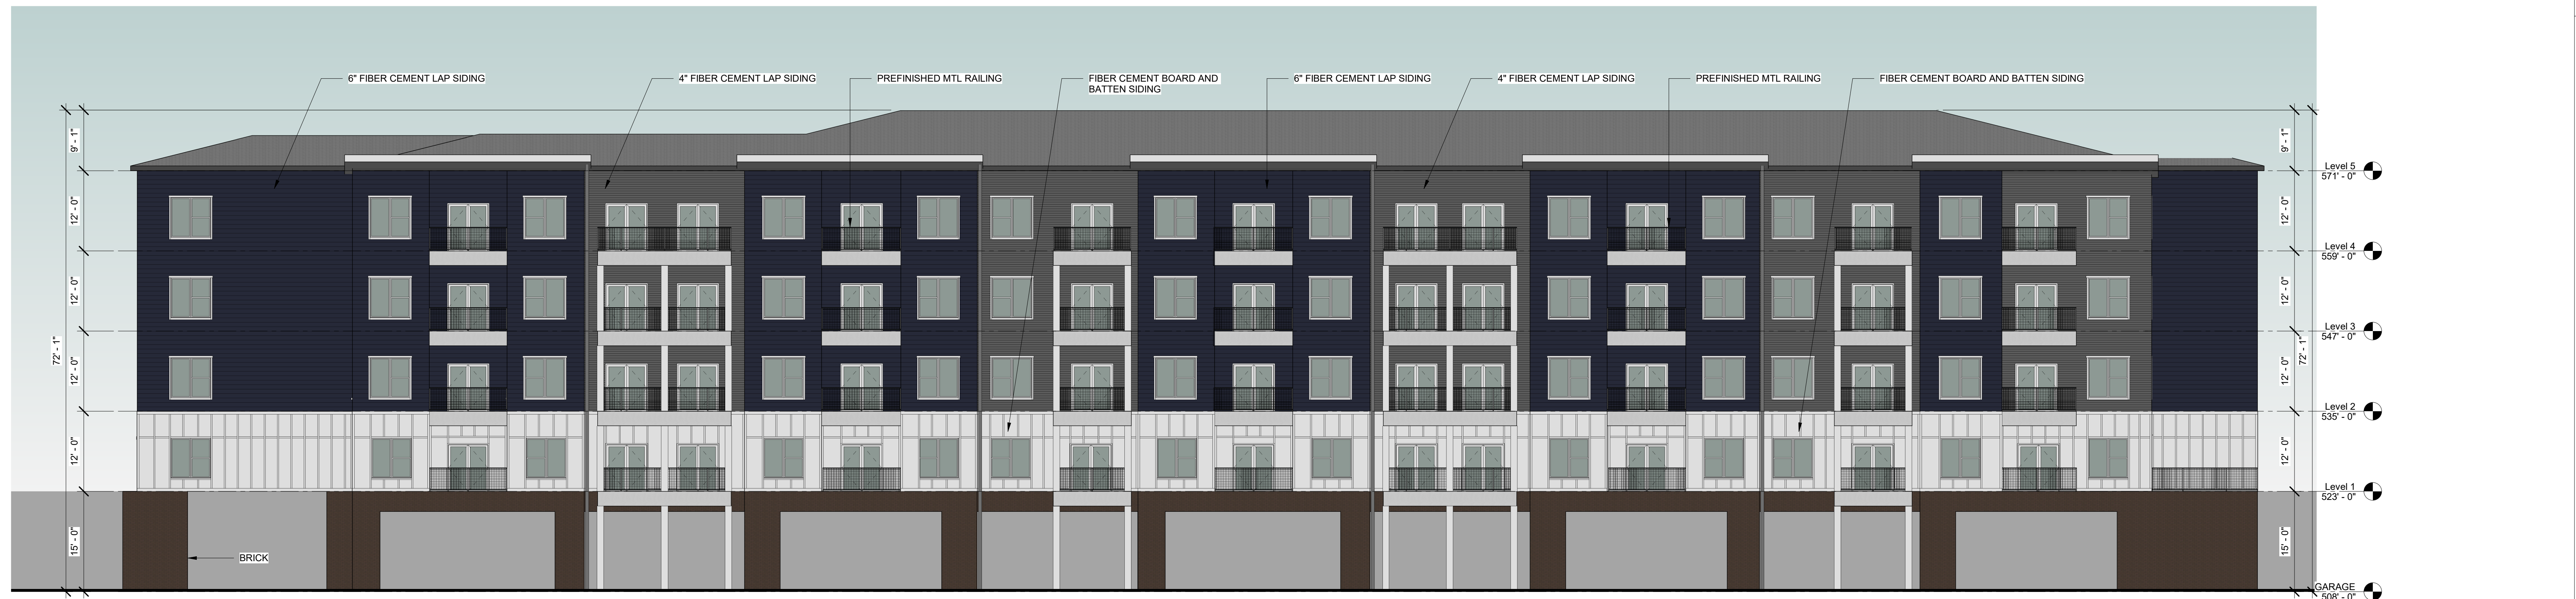 6" FIBER CEMENT LAP SIDING
4" FIBER CEMENT LAP SIDING
PREFINISHED MTL RAILING
FIBER CEMENT BOARD AND
BATTEN SIDING
6" FIBER CEMENT LAP SIDING
4" FIBER CEMENT LAP SIDING
PREFINISHED MTL RAILING
FIBER CEMENT BOARD AND BATTEN SIDING
9' - 1"
12' - 0"
12' - 0"
12' - 0"
12' - 0"
15' - 0"
72' - 1"
BRICK
9' - 1"
12' - 0"
12' - 0"
12' - 0"
12' - 0"
15' - 0"
72' - 1"
Level 5
571' - 0"
Level 4
559' - 0"
Level 3
547' - 0"
Level 2
535' - 0"
Level 1
523' - 0"
GARAGE
508' - 0"